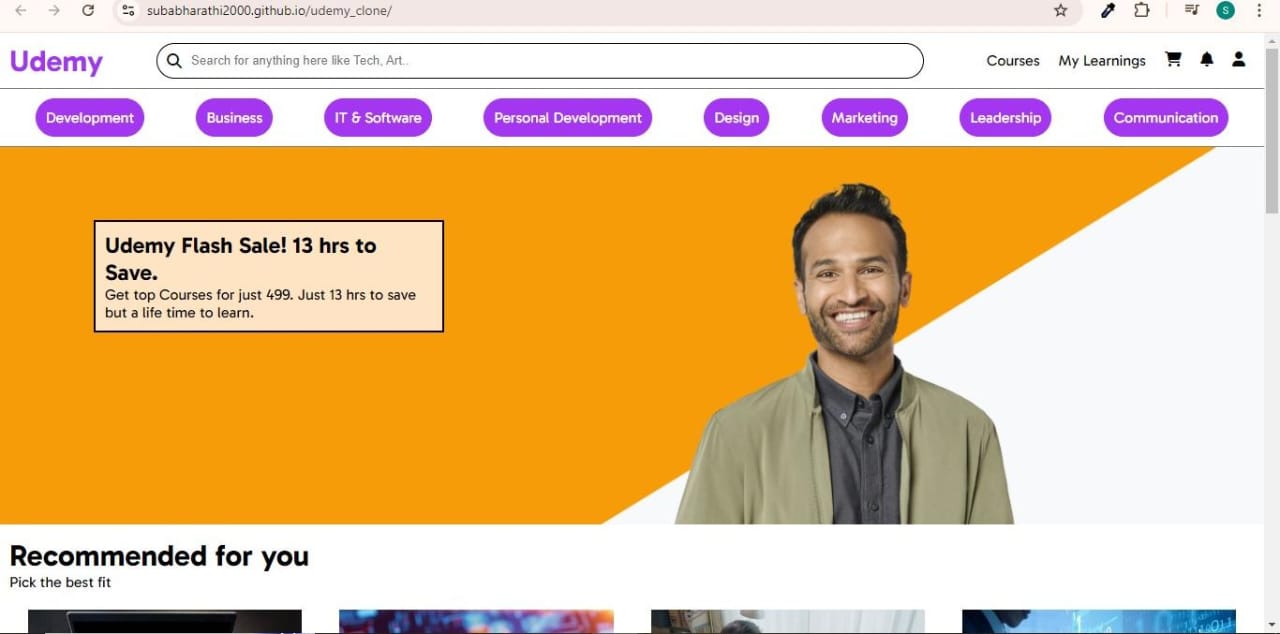 subabharathi2000.github.io/udemy_clone/
S
Udemy
Search for anything here like Tech, Art..
Courses
My Learnings
Development
Business
IT & Software
Personal Development
Design
Marketing
Leadership
Communication
Udemy Flash Sale! 13 hrs to
Save.
Get top Courses for just 499. Just 13 hrs to save
but a life time to learn.
Recommended for you
Pick the best fit